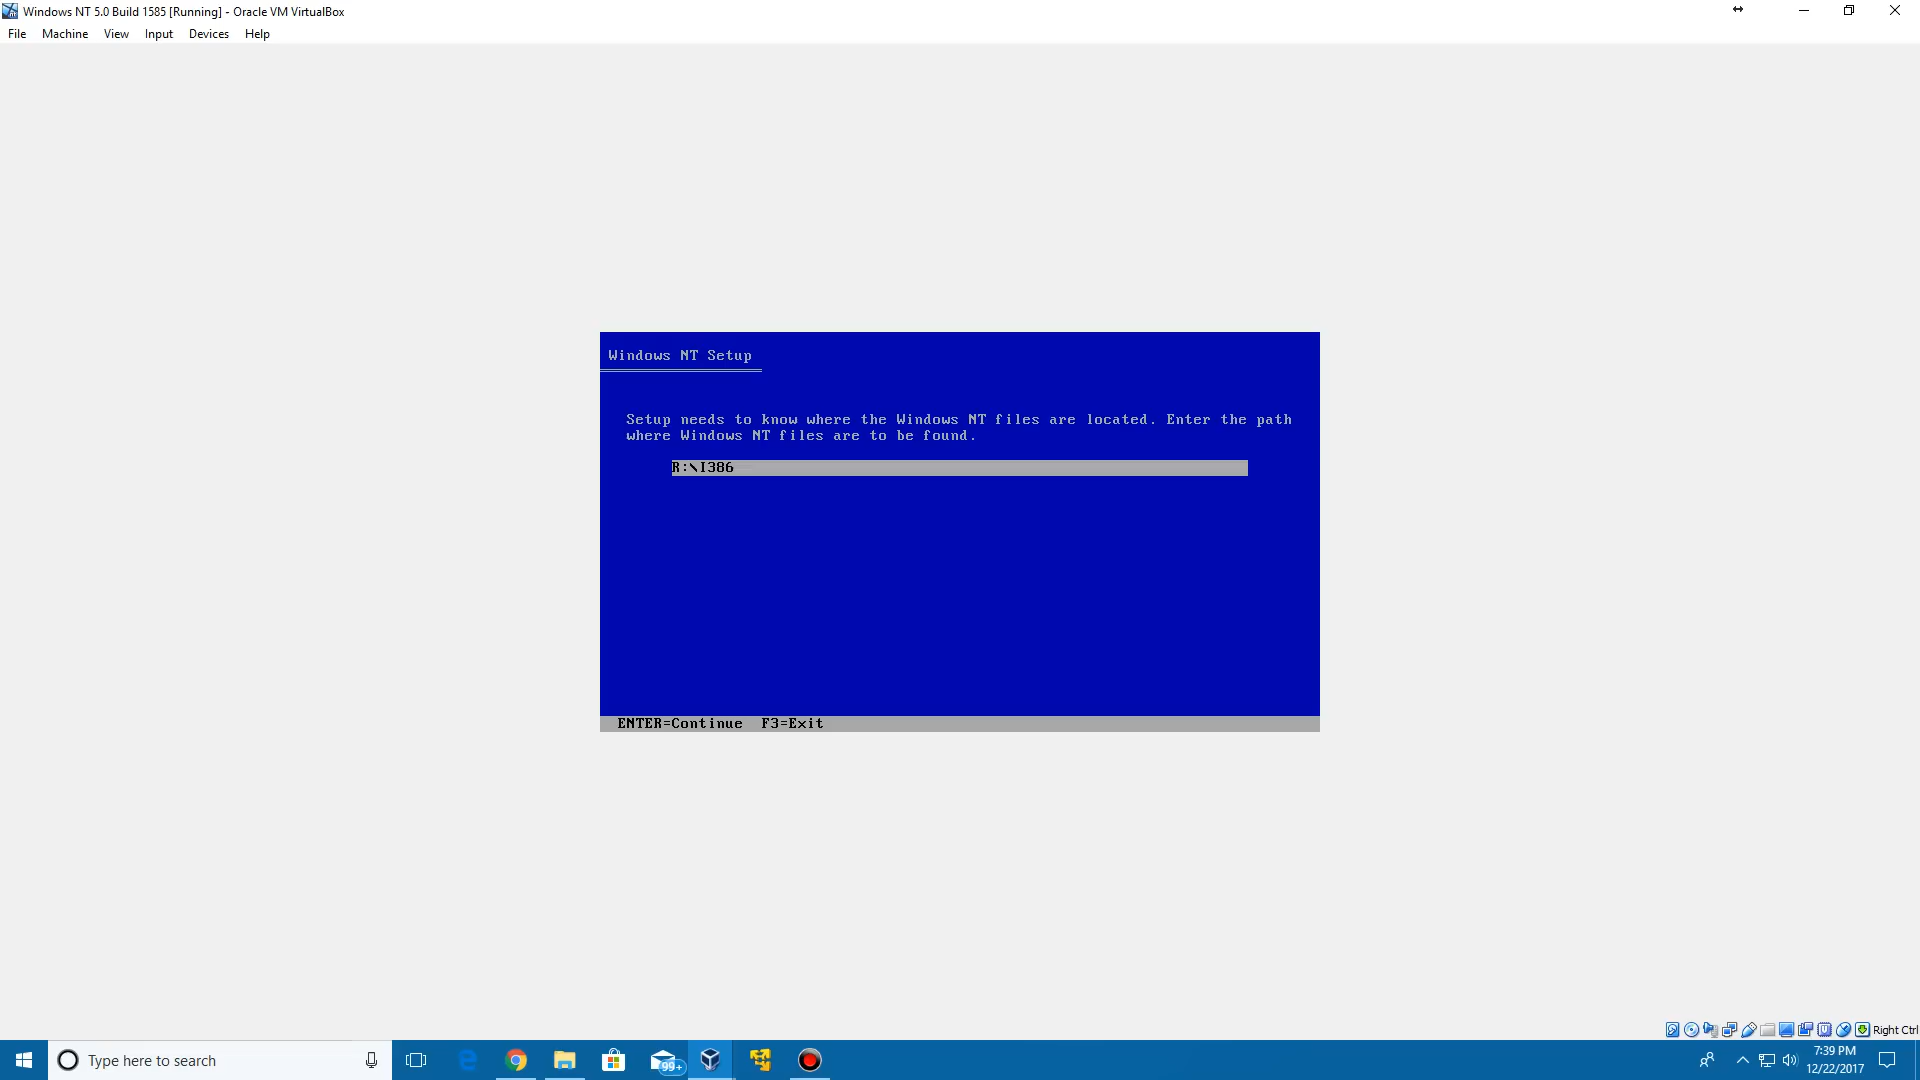 Windows NT 5.0 Build 1585 [Running] - Oracle VM VirtualBox
File Machine View Input Devices Help
Windows NT Setup
Setup needs to know where the Windows NT files are located. Enter the path
where Windows NT files are to be found.
R:\I386
ENTER=Continue F3=Exit
Right Ctrl
Type here to search
99+
7:39 PM
12/22/2017